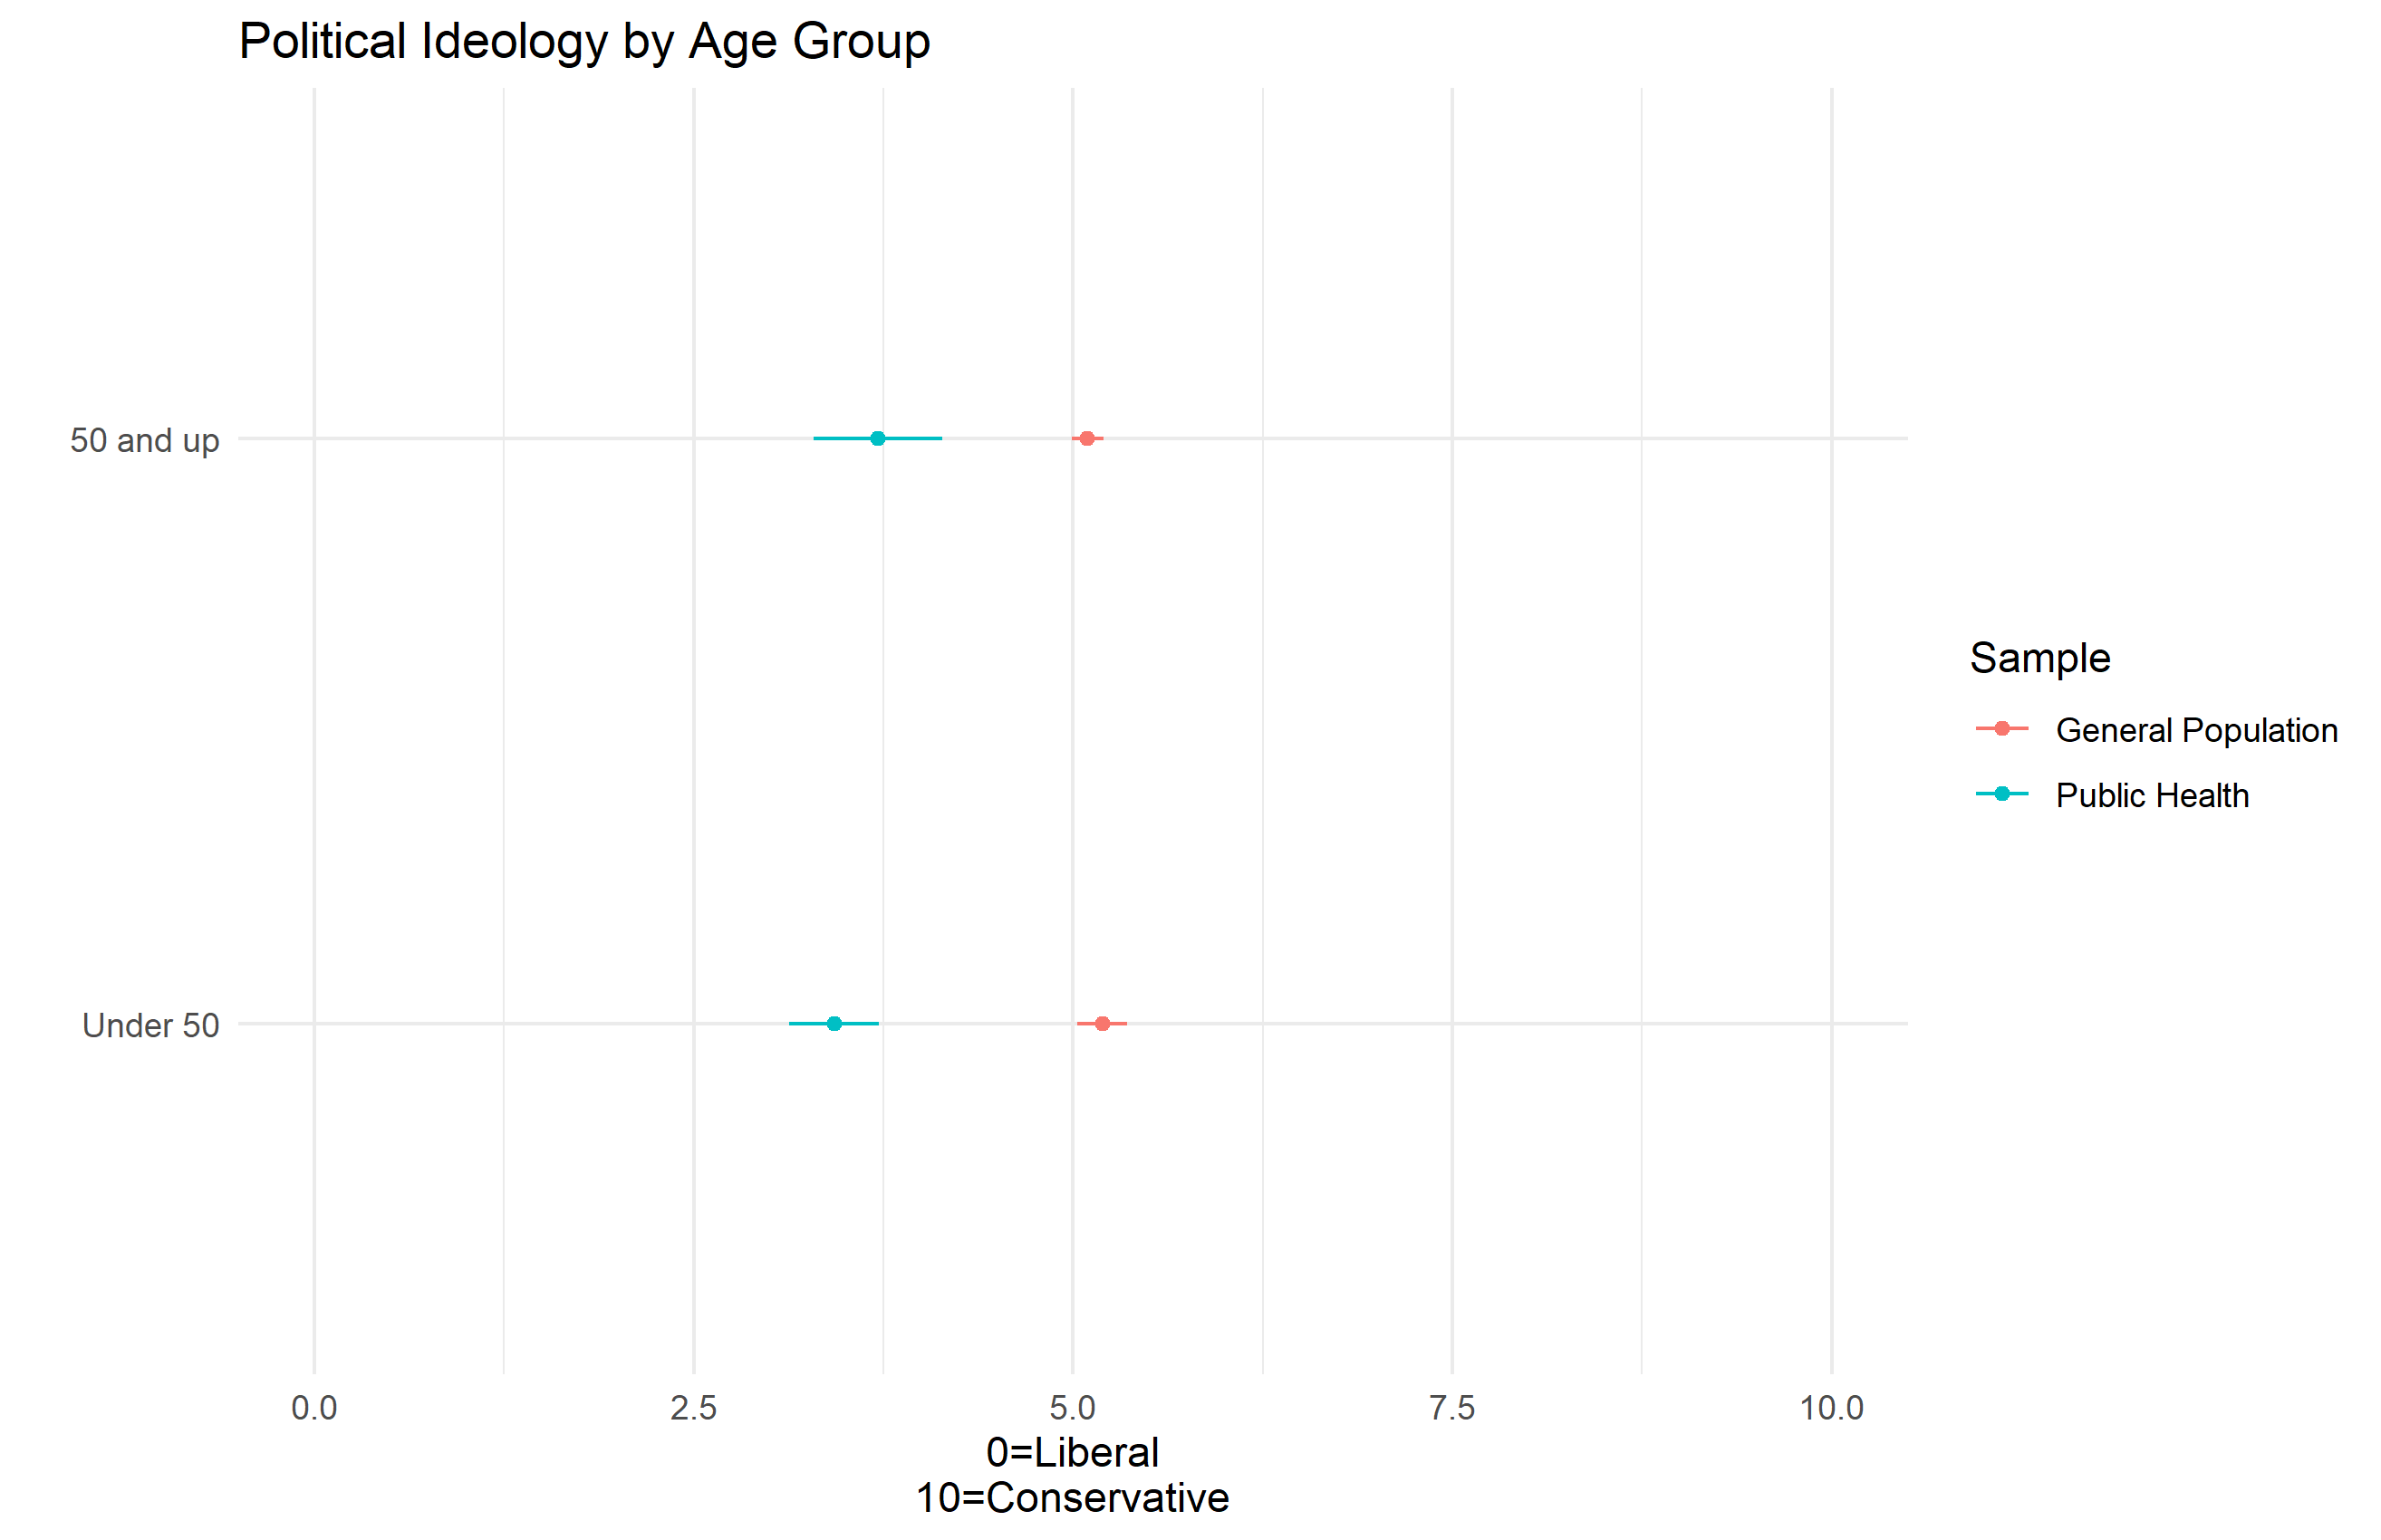 Political Ideology by Age Group
50 and up
Under 50
0.0 2.5 5.0 7.5 10.0
0=Liberal
10=Conservative
Sample
General Population
Public Health